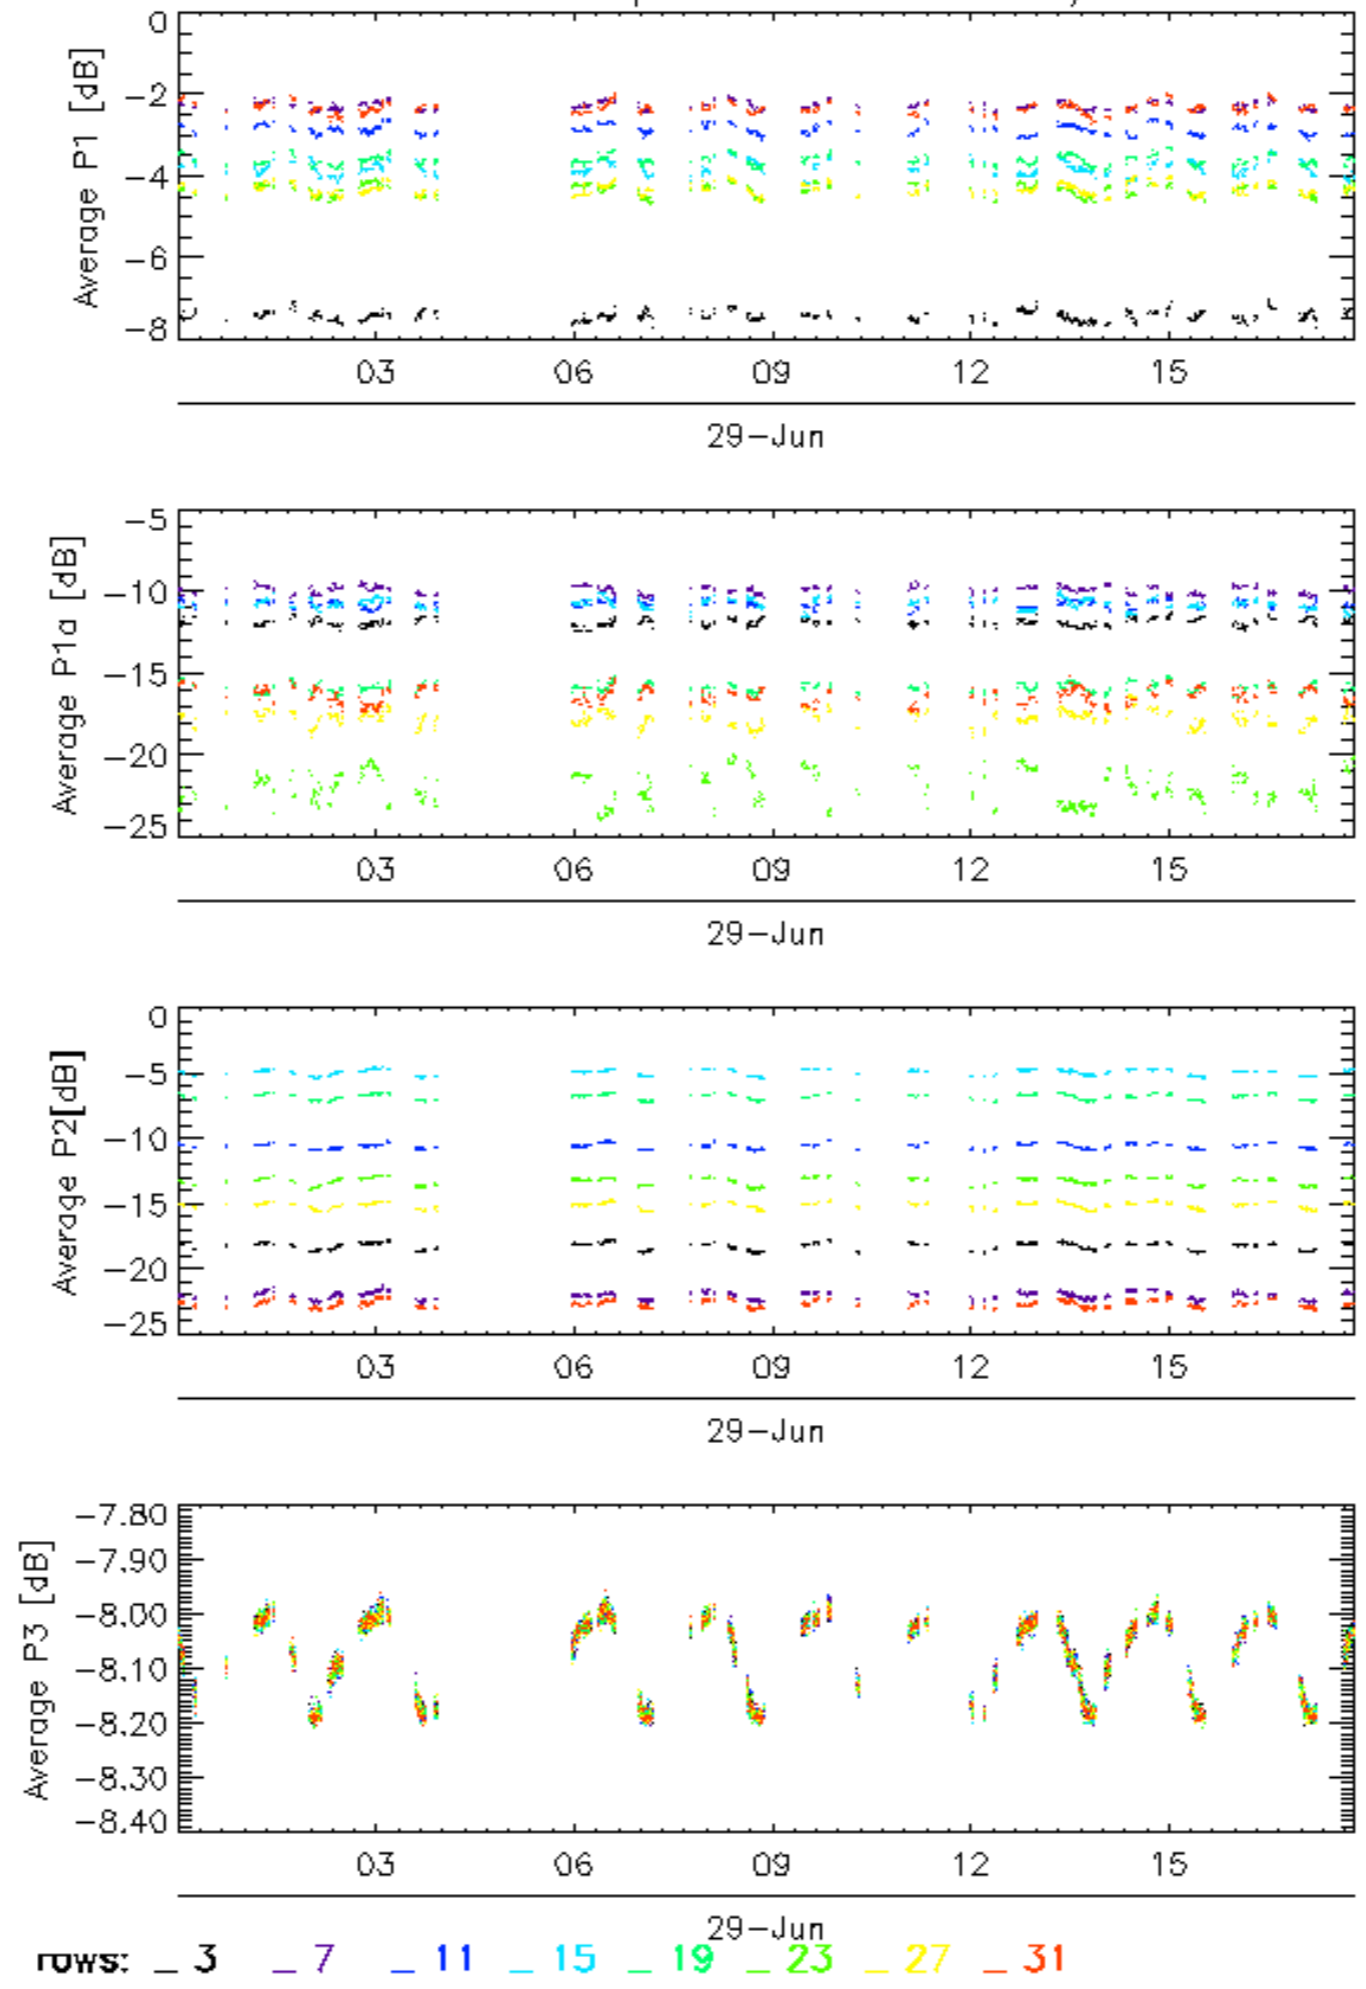 Average P1 [dB]
0
−2
−4
−6
−8
03 06 09 12 15
29−Jun
Average P1a [dB]
−5
−10
−15
−20
−25
03 06 09 12 15
29−Jun
Average P2[dB]
0
−5
−10
−15
−20
−25
03 06 09 12 15
29−Jun
Average P3 [dB]
−7.80
−7.90
−8.00
−8.10
−8.20
−8.30
−8.40
03 06 09 12 15
29−Jun
rows: _ 3 _ 7 _ 11 _ 15 _ 19 _ 23 _ 27 _ 31